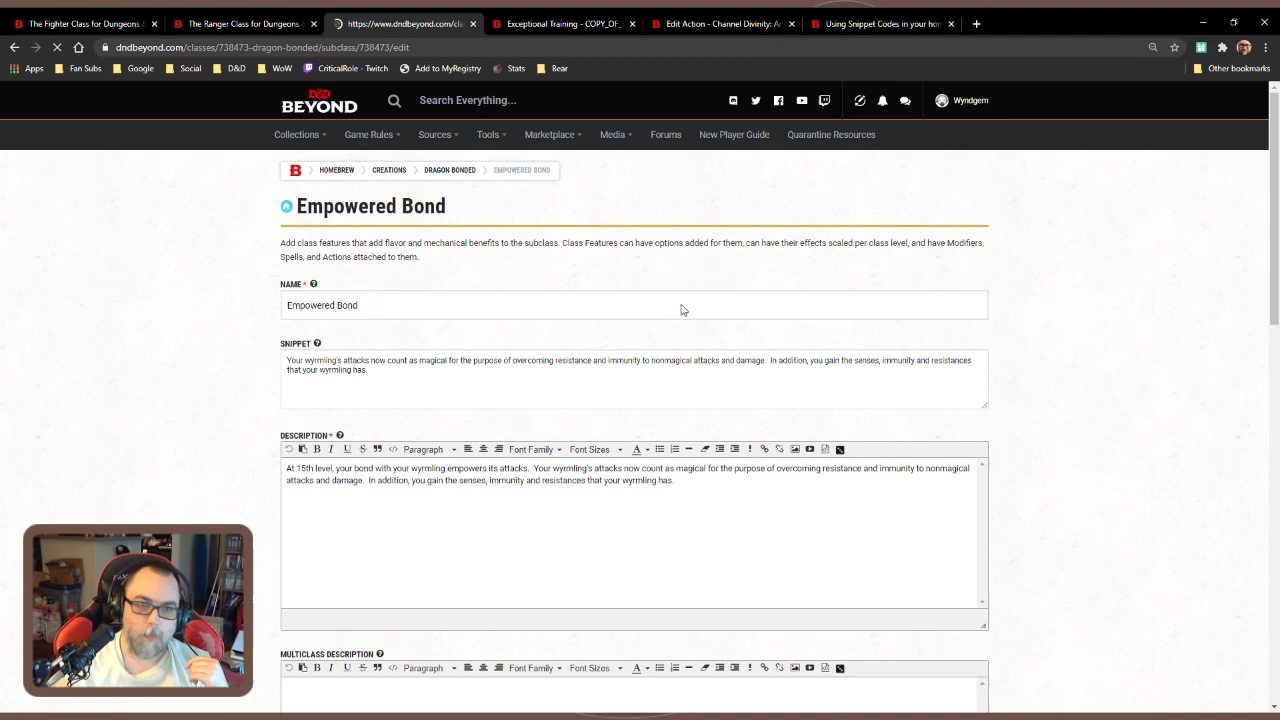 The Fighter Class for Dungeons &
The Ranger Class for Dungeons &
https://www.dndbeyond.com/cla
Exceptional Training - COPY_OF_
Edit Action - Channel Divinity:
Using Snippet Codes in your ho
dndbeyond.com/classes/738473-dragon-bonded/subclass/738473/edit
Apps
Fan Subs
Google
Social
D&D
WoW
CriticalRole - Twitch
Add to MyRegistry
Stats
Bear
Other bookmarks
D&D
BEYOND
Search Everything...
Wyndgem
Collections
Game Rules
Sources
Tools
Marketplace
Media
Forums
New Player Guide
Quarantine Resources
B
HOMEBREW
CREATIONS
DRAGON BONDED
EMPOWERED BOND
Empowered Bond
Add class features that add flavor and mechanical benefits to the subclass. Class Features can have options added for them, can have their effects scaled per class level, and have Modifiers,
Spells, and Actions attached to them.
NAME *
Empowered Bond
SNIPPET
Your wyrmling's attacks now count as magical for the purpose of overcoming resistance and immunity to nonmagical attacks and damage.  In addition, you gain the senses, immunity and resistances
that your wyrmling has.
DESCRIPTION *
B I U S Paragraph Font Family Font Sizes A
At 15th level, your bond with your wyrmling empowers its attacks.  Your wyrmling's attacks now count as magical for the purpose of overcoming resistance and immunity to nonmagical
attacks and damage.  In addition, you gain the senses, immunity and resistances that your wyrmling has.
MULTICLASS DESCRIPTION
B I U S Paragraph Font Family Font Sizes A